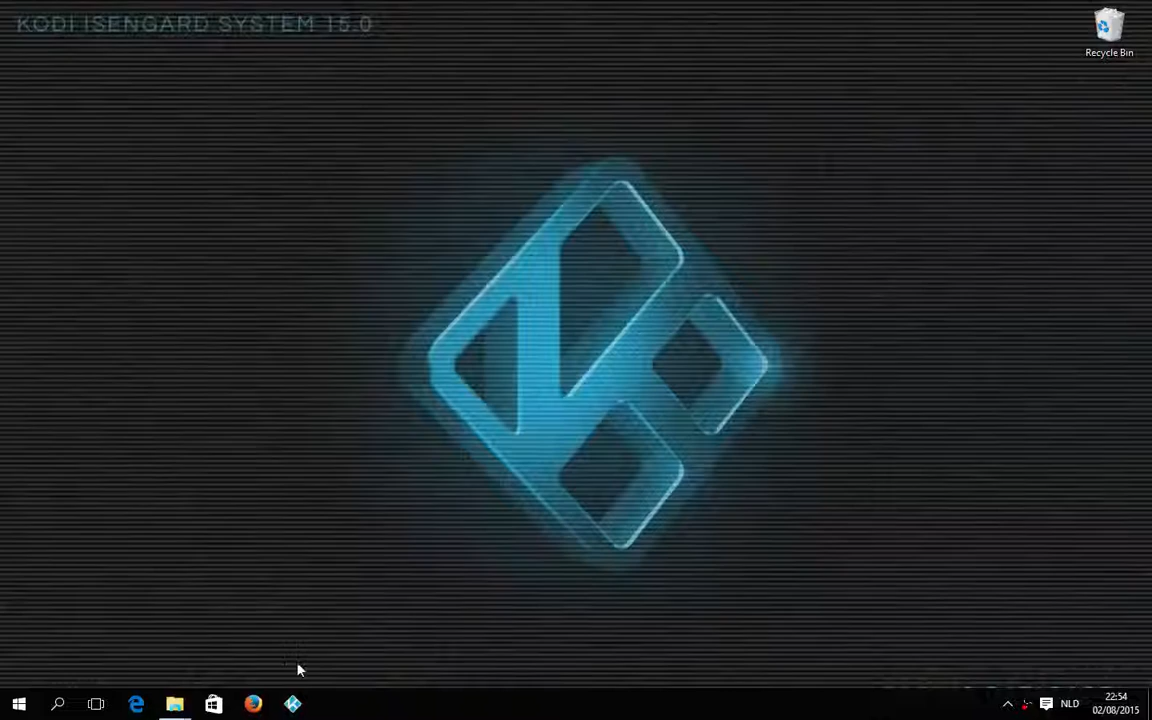 KODI ISENGARD SYSTEM 15.0
Recycle Bin
NLD
22:54
02/08/2015